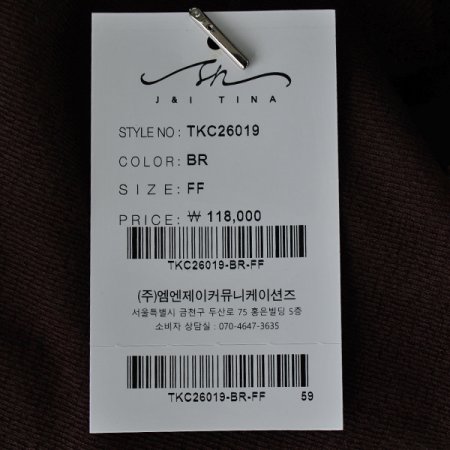 sh
J & I TINA
STYLE NO : TKC26019
COLOR: BR
SIZE: FF
PRICE: ₩ 118,000
TKC26019-BR-FF
(주)엠엔제이커뮤니케이션즈
서울특별시 금천구 두산로 75 홍은빌딩 5층
소비자 상담실 : 070-4647-3635
TKC26019-BR-FF 59